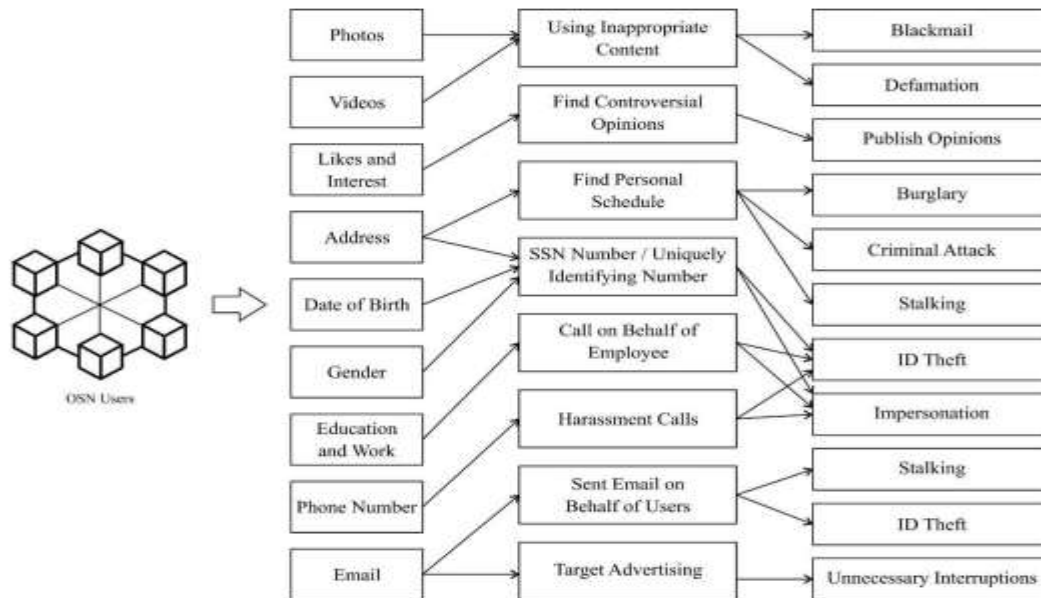 OSN Users
Photos
Videos
Likes and
Interest
Address
Date of Birth
Gender
Education
and Work
Phone Number
Email
Using Inappropriate
Content
Find Controversial
Opinions
Find Personal
Schedule
SSN Number / Uniquely
Identifying Number
Call on Behalf of
Employee
Harassment Calls
Sent Email on
Behalf of Users
Target Advertising
Blackmail
Defamation
Publish Opinions
Burglary
Criminal Attack
Stalking
ID Theft
Impersonation
Stalking
ID Theft
Unnecessary Interruptions